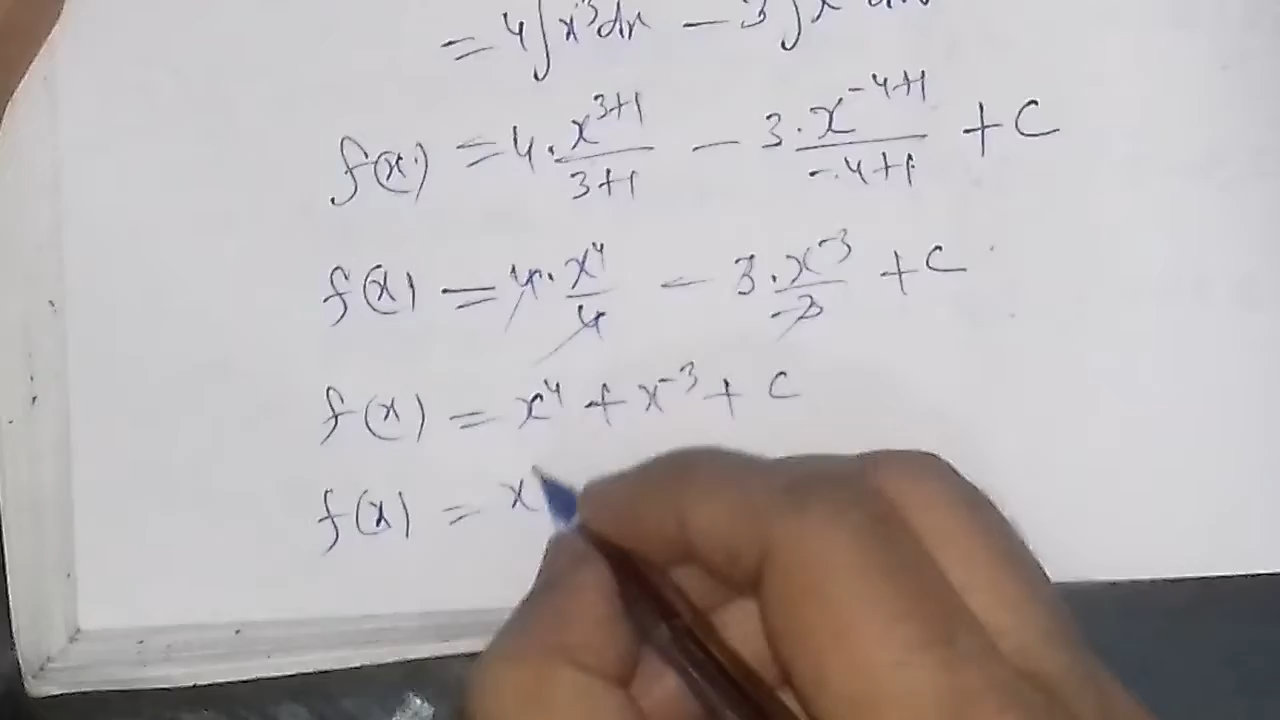 = 4∫x³dx - 3∫x
f(x) = 4·x^{3+1}/3+1 - 3·x^{-4+1}/-4+1 + C
f(x) = 4·x⁴/4 - 3·x^{-3}/-3 + C
f(x) = x⁴ + x^{-3} + C
f(x) = x